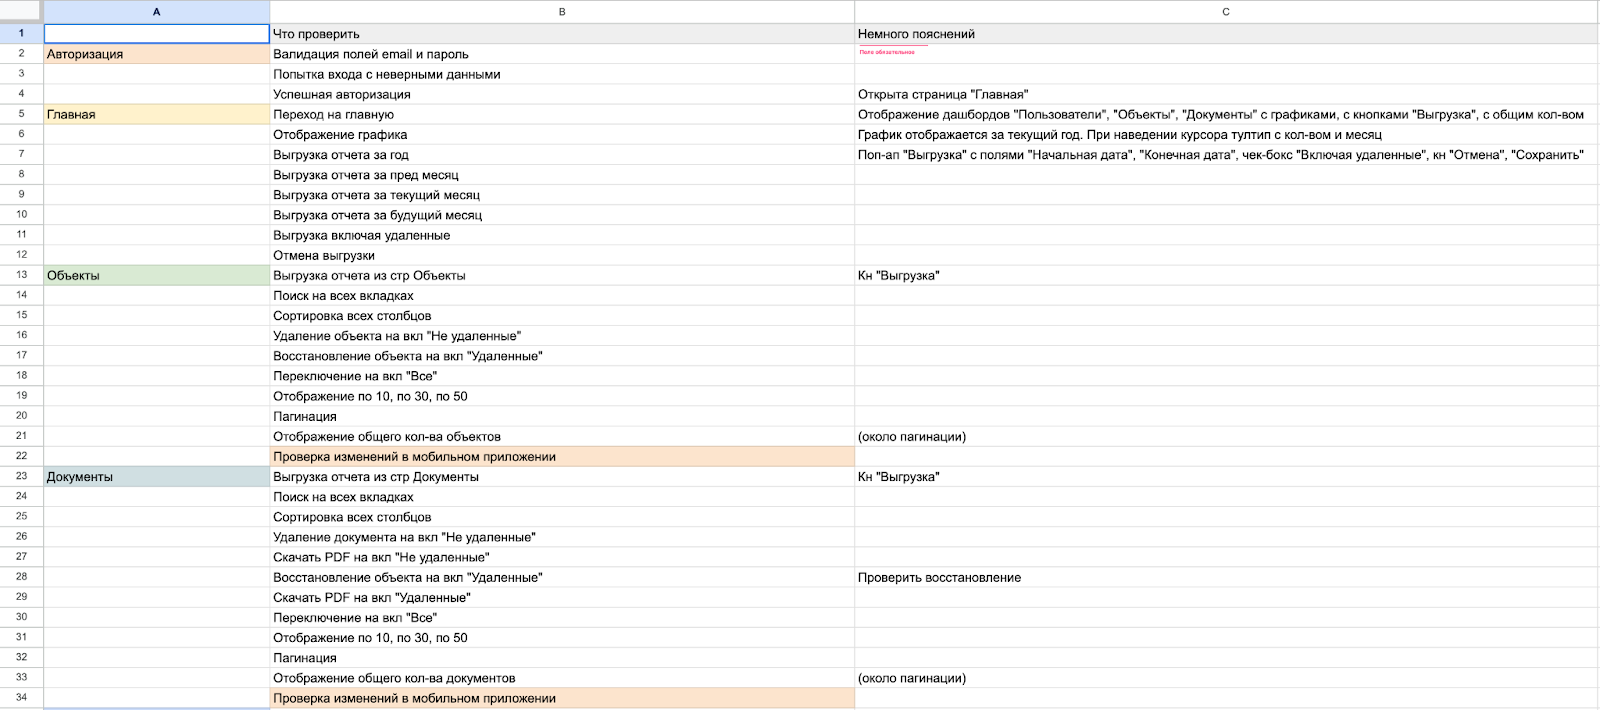 A B C
1 Что проверить Немного пояснений
2 Авторизация Валидация полей email и пароль Поле обязательное
3 Попытка входа с неверными данными
4 Успешная авторизация Открыта страница "Главная"
5 Главная Переход на главную Отображение дашбордов "Пользователи", "Объекты", "Документы" с графиками, с кнопками "Выгрузка", с общим кол-вом
6 Отображение графика График отображается за текущий год. При наведении курсора тултип с кол-вом и месяц
7 Выгрузка отчета за год Поп-ап "Выгрузка" с полями "Начальная дата", "Конечная дата", чек-бокс "Включая удаленные", кн "Отмена", "Сохранить"
8 Выгрузка отчета за пред месяц
9 Выгрузка отчета за текущий месяц
10 Выгрузка отчета за будущий месяц
11 Выгрузка включая удаленные
12 Отмена выгрузки
13 Объекты Выгрузка отчета из стр Объекты Кн "Выгрузка"
14 Поиск на всех вкладках
15 Сортировка всех столбцов
16 Удаление объекта на вкл "Не удаленные"
17 Восстановление объекта на вкл "Удаленные"
18 Переключение на вкл "Все"
19 Отображение по 10, по 30, по 50
20 Пагинация
21 Отображение общего кол-ва объектов (около пагинации)
22 Проверка изменений в мобильном приложении
23 Документы Выгрузка отчета из стр Документы Кн "Выгрузка"
24 Поиск на всех вкладках
25 Сортировка всех столбцов
26 Удаление документа на вкл "Не удаленные"
27 Скачать PDF на вкл "Не удаленные"
28 Восстановление объекта на вкл "Удаленные" Проверить восстановление
29 Скачать PDF на вкл "Удаленные"
30 Переключение на вкл "Все"
31 Отображение по 10, по 30, по 50
32 Пагинация
33 Отображение общего кол-ва документов (около пагинации)
34 Проверка изменений в мобильном приложении